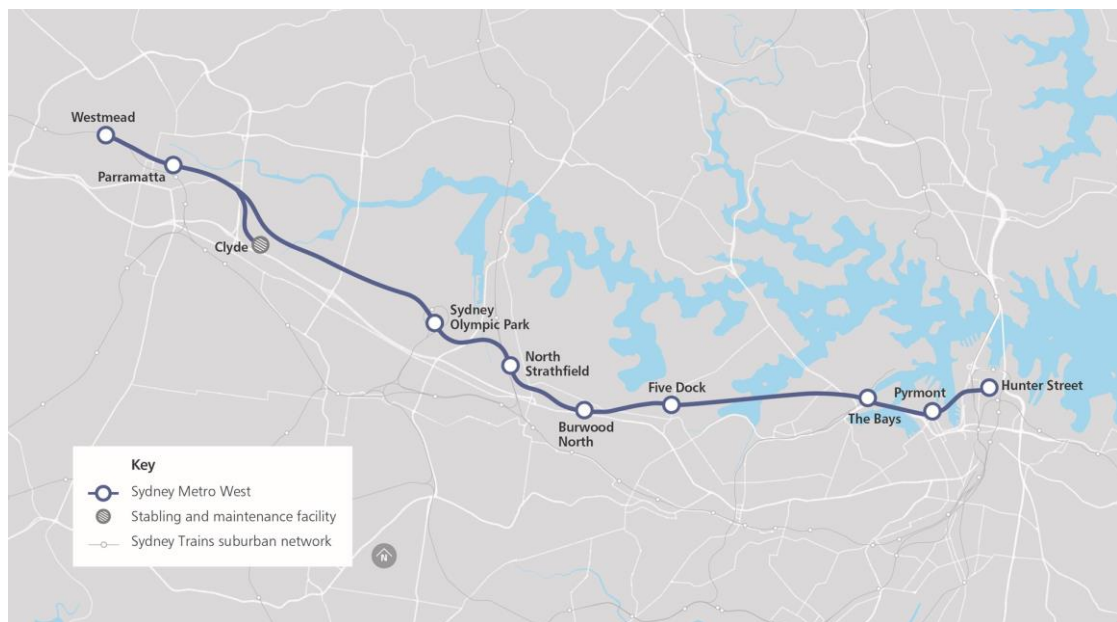 Westmead
Parramatta
Clyde
Sydney
Olympic Park
North
Strathfield
Burwood
North
Five Dock
The Bays
Pyrmont
Hunter Street
Key
Sydney Metro West
Stabling and maintenance facility
Sydney Trains suburban network
N